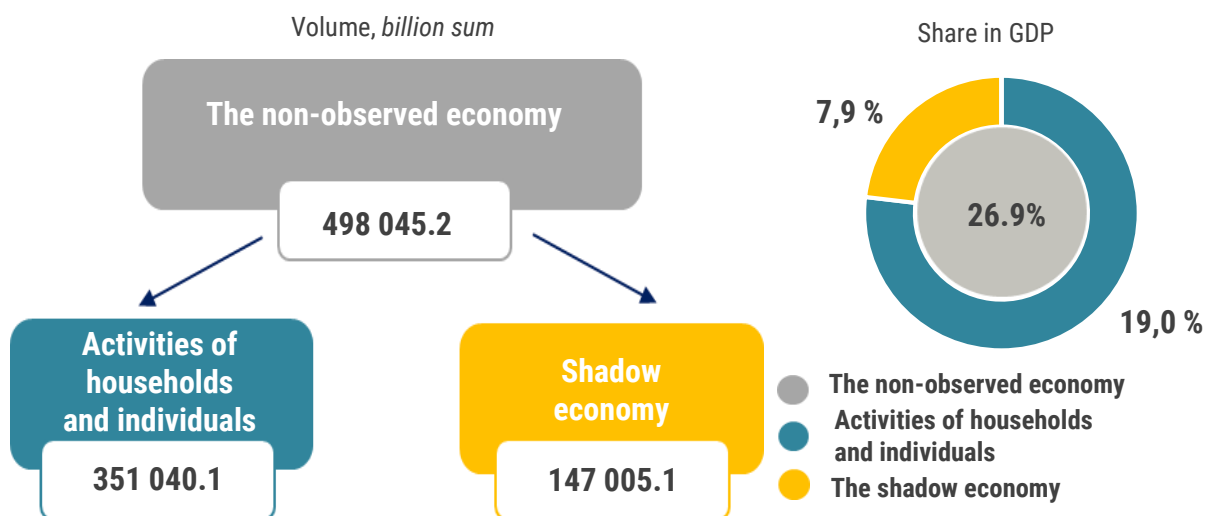 Volume, billion sum
The non-observed economy
498 045.2
Activities of
households
and individuals
351 040.1
Shadow
economy
147 005.1
Share in GDP
7,9 %
26.9%
19,0 %
The non-observed economy
Activities of households
and individuals
The shadow economy